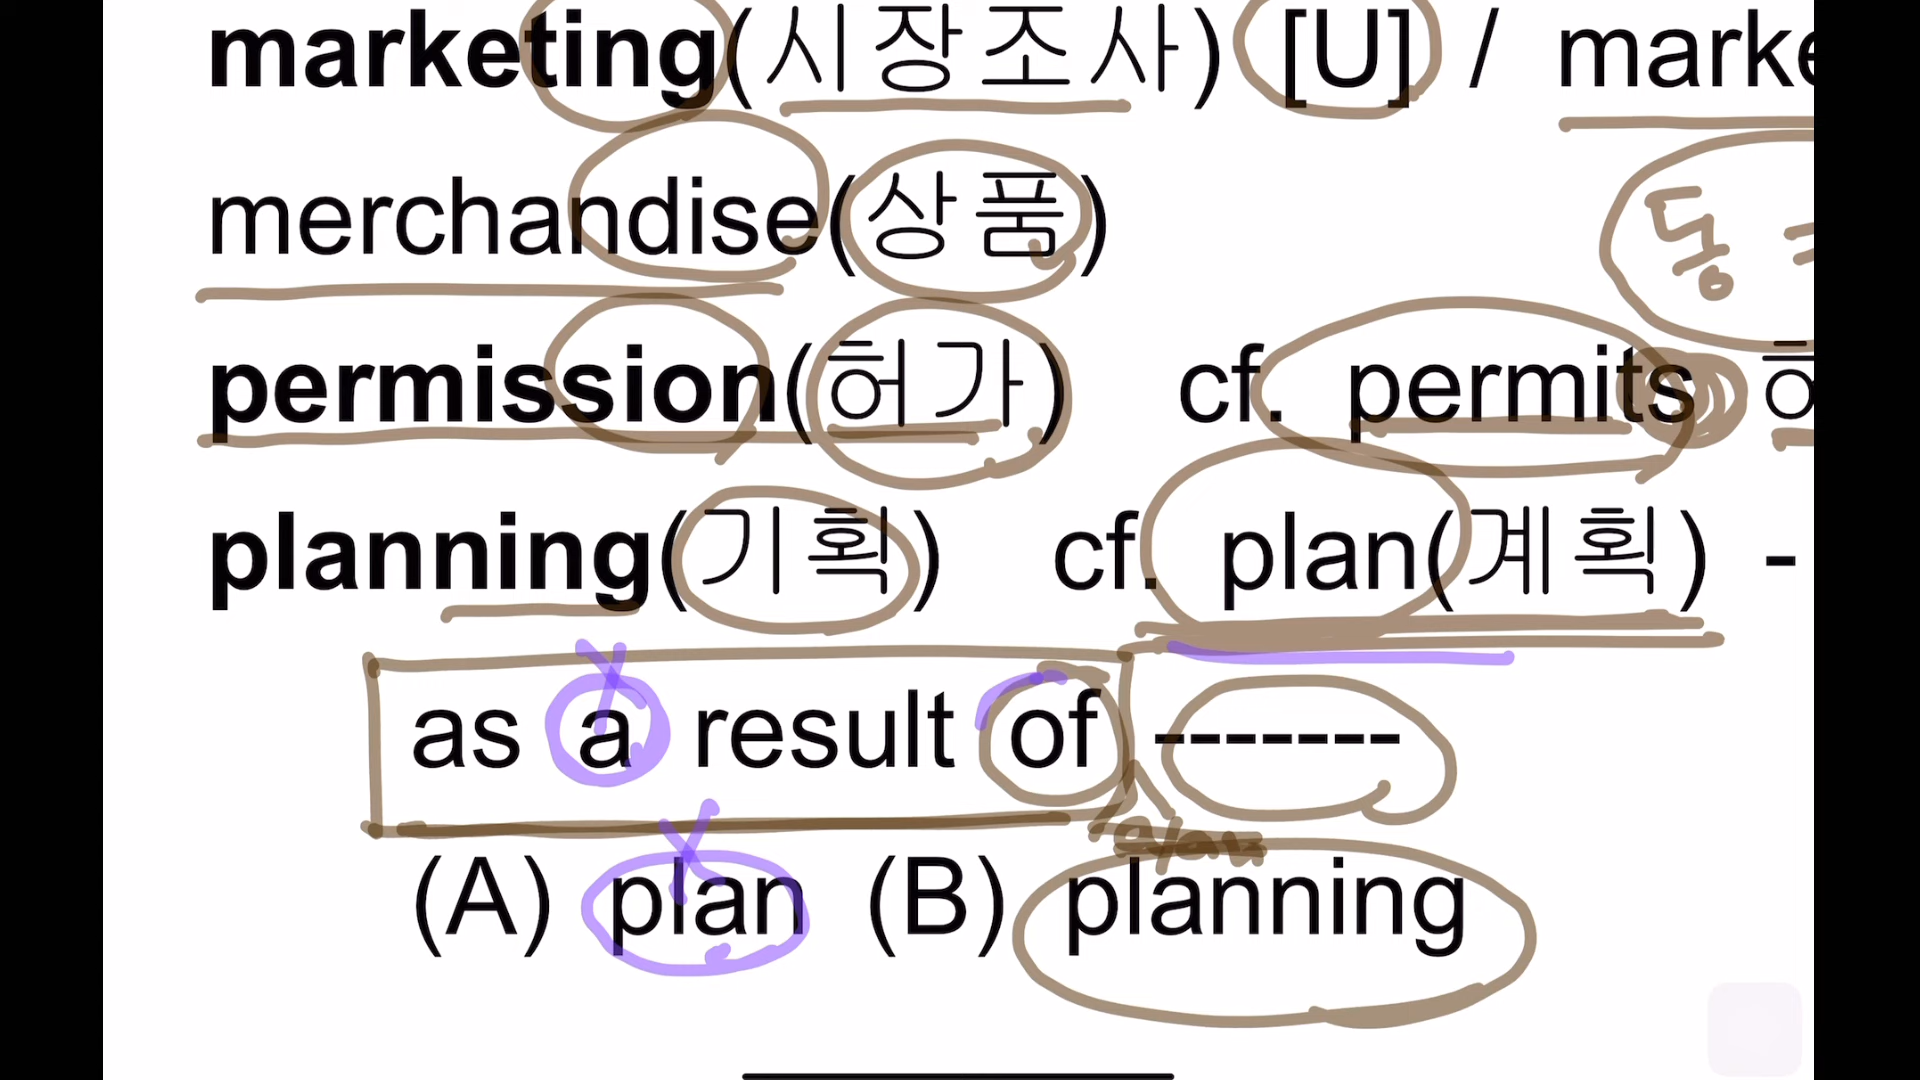 marketing(시장조사) [U] / marke
merchandise(상품)
permission(허가) cf. permits
planning(기획) cf. plan(계획) -
as a result of -------
plan
(A) plan (B) planning